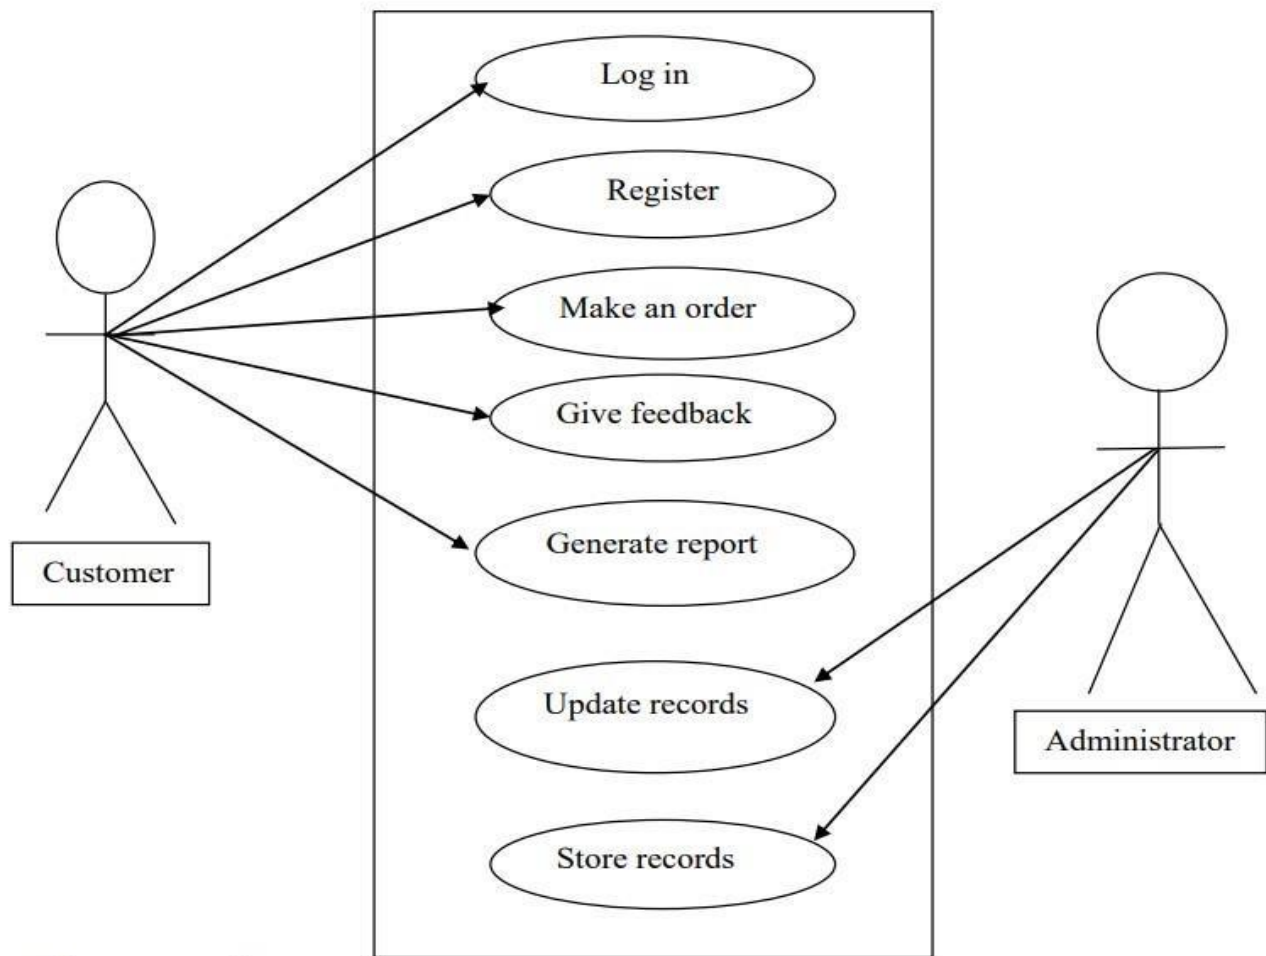 Log in
Register
Make an order
Give feedback
Generate report
Customer
Update records
Administrator
Store records